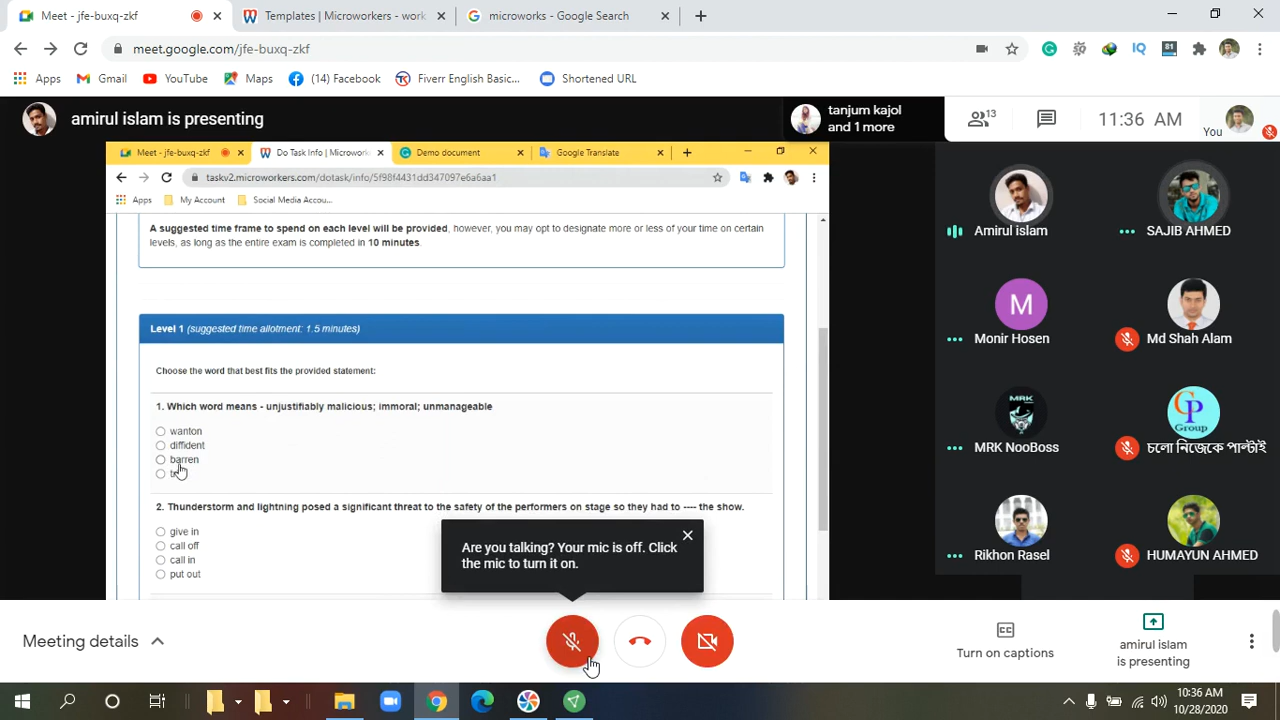 Meet - jfe-buxq-zkf
Templates | Microworkers - work
microworks - Google Search
meet.google.com/jfe-buxq-zkf
IQ
81
Apps
Gmail
YouTube
Maps
(14) Facebook
Fiverr English Basic...
Shortened URL
amirul islam is presenting
tanjum kajol
and 1 more
13
11:36 AM
You
Meet - jfe-buxq-zkf
Do Task Info | Microwork
Demo document
Google Translate
taskv2.microworkers.com/dotask/info/5f98f4431dd347097e6a6aa1
Apps
My Account
Social Media Accou...
A suggested time frame to spend on each level will be provided, however, you may opt to designate more or less of your time on certain
levels, as long as the entire exam is completed in 10 minutes.
Level 1 (suggested time allotment: 1.5 minutes)
Choose the word that best fits the provided statement:
1. Which word means - unjustifiably malicious; immoral; unmanageable
wanton
diffident
barren
2. Thunderstorm and lightning posed a significant threat to the safety of the performers on stage so they had to ---- the show.
give in
call off
call in
put out
Are you talking? Your mic is off. Click
the mic to turn it on.
Amirul islam
SAJIB AHMED
M
Monir Hosen
Md Shah Alam
MRK
CP
Group
MRK NooBoss
চলো নিজেকে পাল্টাই
Rikhon Rasel
HUMAYUN AHMED
Meeting details
CC
Turn on captions
amirul islam
is presenting
10:36 AM
10/28/2020